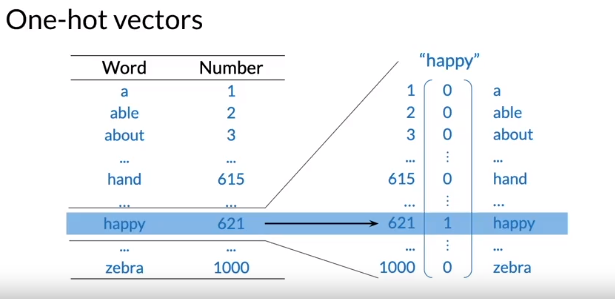 One-hot vectors
"happy"
Word Number
a 1 1 0 a
able 2 2 0 able
about 3 3 0 about
... ... ... ⋮ ...
hand 615 615 0 hand
... ... ... ⋮ ...
happy 621 621 1 happy
... ... ... ⋮ ...
zebra 1000 1000 0 zebra